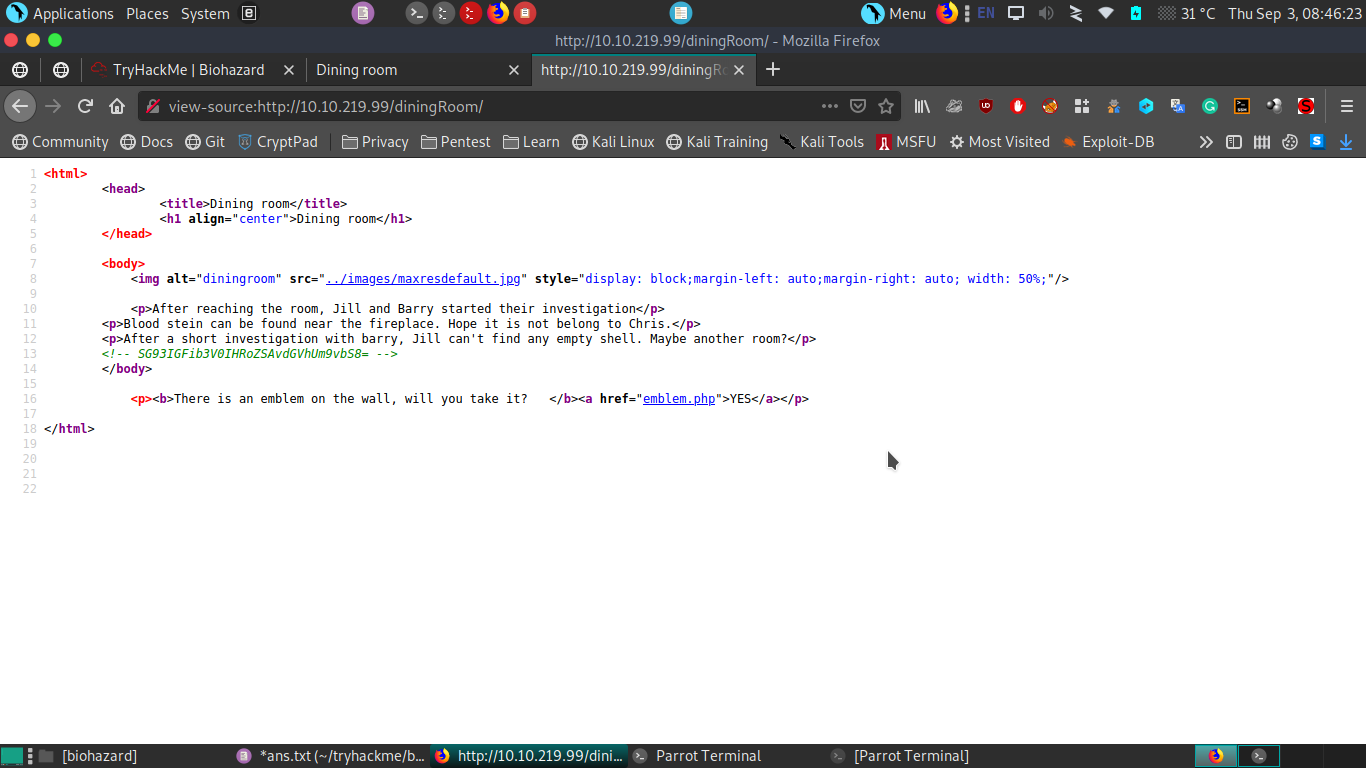 Applications Places System e Menu EN 31 °C Thu Sep 3, 08:46:23
http://10.10.219.99/diningRoom/ - Mozilla Firefox
TryHackMe | Biohazard Dining room http://10.10.219.99/diningRo
view-source:http://10.10.219.99/diningRoom/
Community Docs Git CryptPad Privacy Pentest Learn Kali Linux Kali Training Kali Tools MSFU Most Visited Exploit-DB
1 <html>
2 <head>
3 <title>Dining room</title>
4 <h1 align="center">Dining room</h1>
5 </head>
6
7 <body>
8 <img alt="diningroom" src="../images/maxresdefault.jpg" style="display: block;margin-left: auto;margin-right: auto; width: 50%;"/>
9
10 <p>After reaching the room, Jill and Barry started their investigation</p>
11 <p>Blood stein can be found near the fireplace. Hope it is not belong to Chris.</p>
12 <p>After a short investigation with barry, Jill can't find any empty shell. Maybe another room?</p>
13 <!-- SG93IGFib3V0IHRoZSAvdGVhUm9vbS8= -->
14 </body>
15
16 <p><b>There is an emblem on the wall, will you take it? </b><a href="emblem.php">YES</a></p>
17
18 </html>
19
20
21
22
[biohazard] *ans.txt (~/tryhackme/b... http://10.10.219.99/dini... Parrot Terminal [Parrot Terminal]